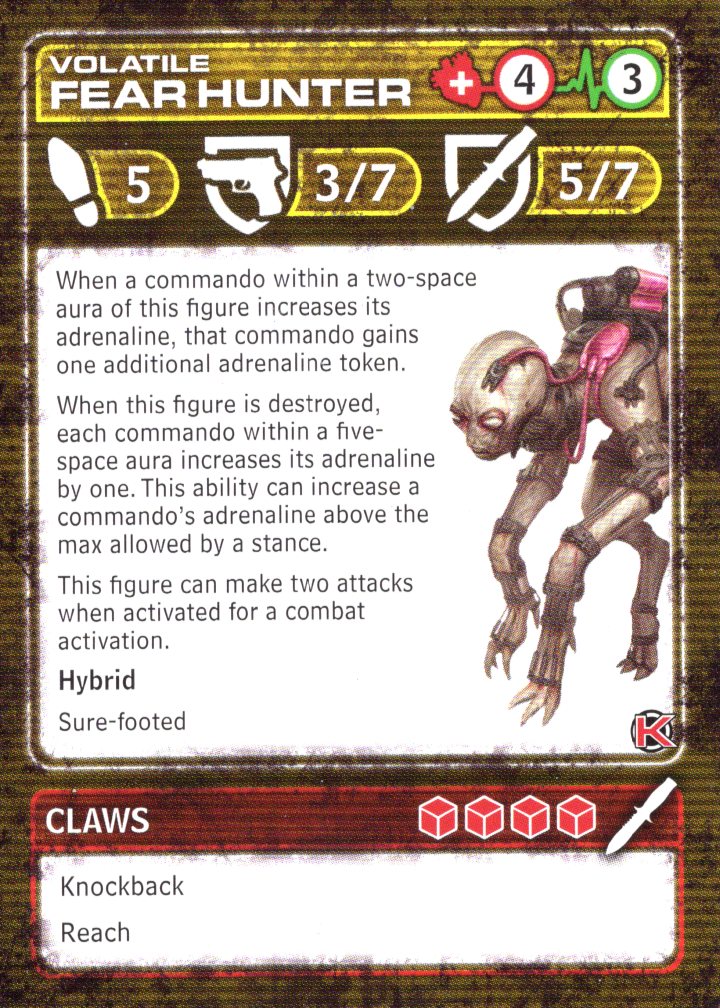 VOLATILE
FEAR HUNTER 4 3
5 3/7 5/7
When a commando within a two-space
aura of this figure increases its
adrenaline, that commando gains
one additional adrenaline token.
When this figure is destroyed,
each commando within a five-
space aura increases its adrenaline
by one. This ability can increase a
commando's adrenaline above the
max allowed by a stance.
This figure can make two attacks
when activated for a combat
activation.
Hybrid
Sure-footed
K
CLAWS
Knockback
Reach